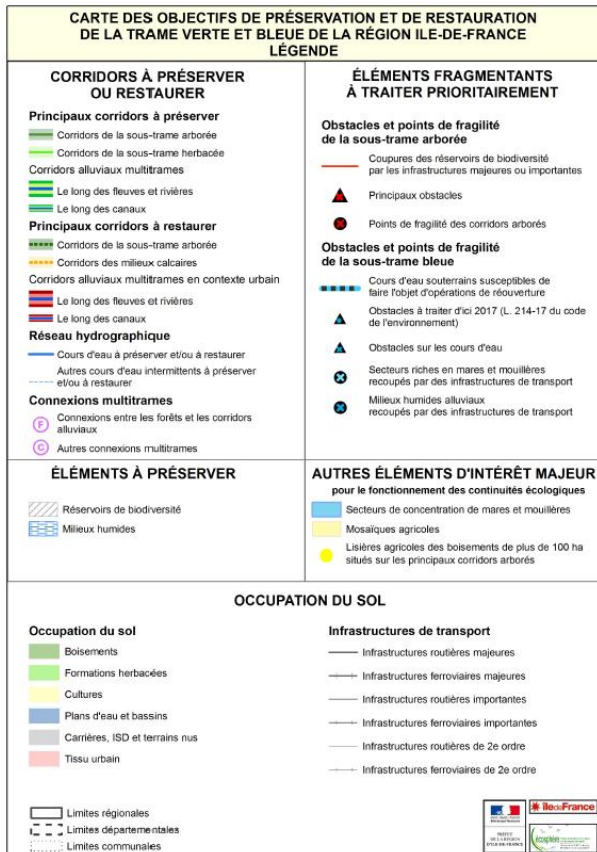 CARTE DES OBJECTIFS DE PRÉSERVATION ET DE RESTAURATION
DE LA TRAME VERTE ET BLEUE DE LA RÉGION ILE-DE-FRANCE
LÉGENDE
CORRIDORS À PRÉSERVER
OU RESTAURER
Principaux corridors à préserver
Corridors de la sous-trame arborée
Corridors de la sous-trame herbacée
Corridors alluviaux multitrames
Le long des fleuves et rivières
Le long des canaux
Principaux corridors à restaurer
Corridors de la sous-trame arborée
Corridors des milieux calcaires
Corridors alluviaux multitrames en contexte urbain
Le long des fleuves et rivières
Le long des canaux
Réseau hydrographique
Cours d'eau à préserver et/ou à restaurer
Autres cours d'eau intermittents à préserver
et/ou à restaurer
Connexions multitrames
F
Connexions entre les forêts et les corridors
alluviaux
C
Autres connexions multitrames
ÉLÉMENTS FRAGMENTANTS
À TRAITER PRIORITAIREMENT
Obstacles et points de fragilité
de la sous-trame arborée
Coupures des réservoirs de biodiversité
par les infrastructures majeures ou importantes
Principaux obstacles
Points de fragilité des corridors arborés
Obstacles et points de fragilité
de la sous-trame bleue
Cours d'eau souterrains susceptibles de
faire l'objet d'opérations de réouverture
Obstacles à traiter d'ici 2017 (L. 214-17 du code
de l'environnement)
Obstacles sur les cours d'eau
Secteurs riches en mares et mouillères
recoupés par des infrastructures de transport
Milieux humides alluviaux
recoupés par des infrastructures de transport
ÉLÉMENTS À PRÉSERVER
Réservoirs de biodiversité
Milieux humides
AUTRES ÉLÉMENTS D'INTÉRÊT MAJEUR
pour le fonctionnement des continuités écologiques
Secteurs de concentration de mares et mouillères
Mosaïques agricoles
Lisières agricoles des boisements de plus de 100 ha
situés sur les principaux corridors arborés
OCCUPATION DU SOL
Occupation du sol
Boisements
Formations herbacées
Cultures
Plans d'eau et bassins
Carrières, ISD et terrains nus
Tissu urbain
Infrastructures de transport
Infrastructures routières majeures
Infrastructures ferroviaires majeures
Infrastructures routières importantes
Infrastructures ferroviaires importantes
Infrastructures routières de 2e ordre
Infrastructures ferroviaires de 2e ordre
Limites régionales
Limites départementales
Limites communales
îledeFrance
PRÉFET
DE LA RÉGION
D'ILE-DE-FRANCE
écosphère